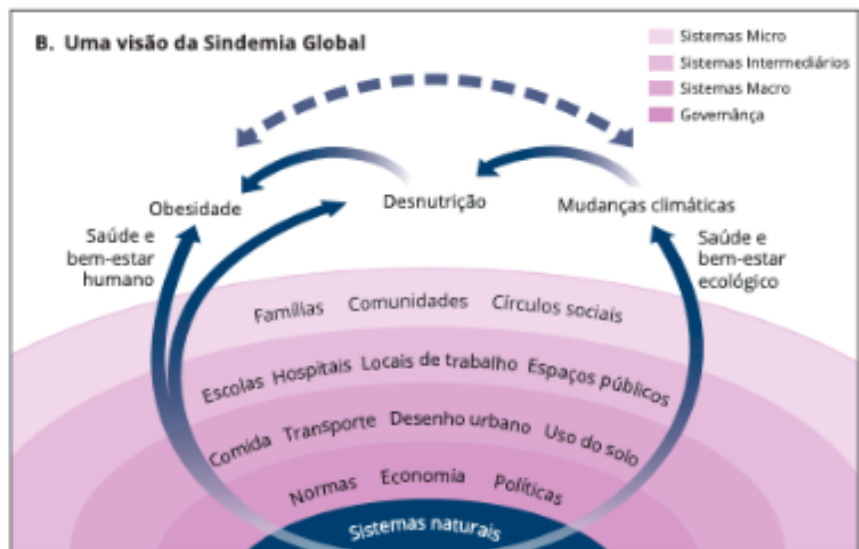 B. Uma visão da Sindemia Global
Sistemas Micro
Sistemas Intermediários
Sistemas Macro
Governânça
Obesidade
Desnutrição
Mudanças climáticas
Saúde e
bem-estar
humano
Saúde e
bem-estar
ecológico
Famílias Comunidades Círculos sociais
Escolas Hospitais Locais de trabalho Espaços públicos
Comida Transporte Desenho urbano Uso do solo
Normas Economia Políticas
Sistemas naturais